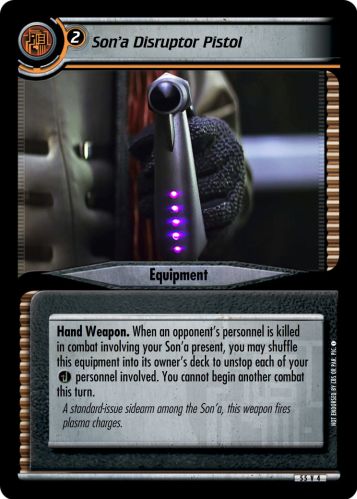 2
Son'a Disruptor Pistol
Equipment
Hand Weapon. When an opponent's personnel is killed
in combat involving your Son'a present, you may shuffle
this equipment into its owner's deck to unstop each of your
personnel involved. You cannot begin another combat
this turn.
A standard-issue sidearm among the Son'a, this weapon fires
plasma charges.
NOT ENDORSED BY CBS OR PAR. PIC.
55 V 4